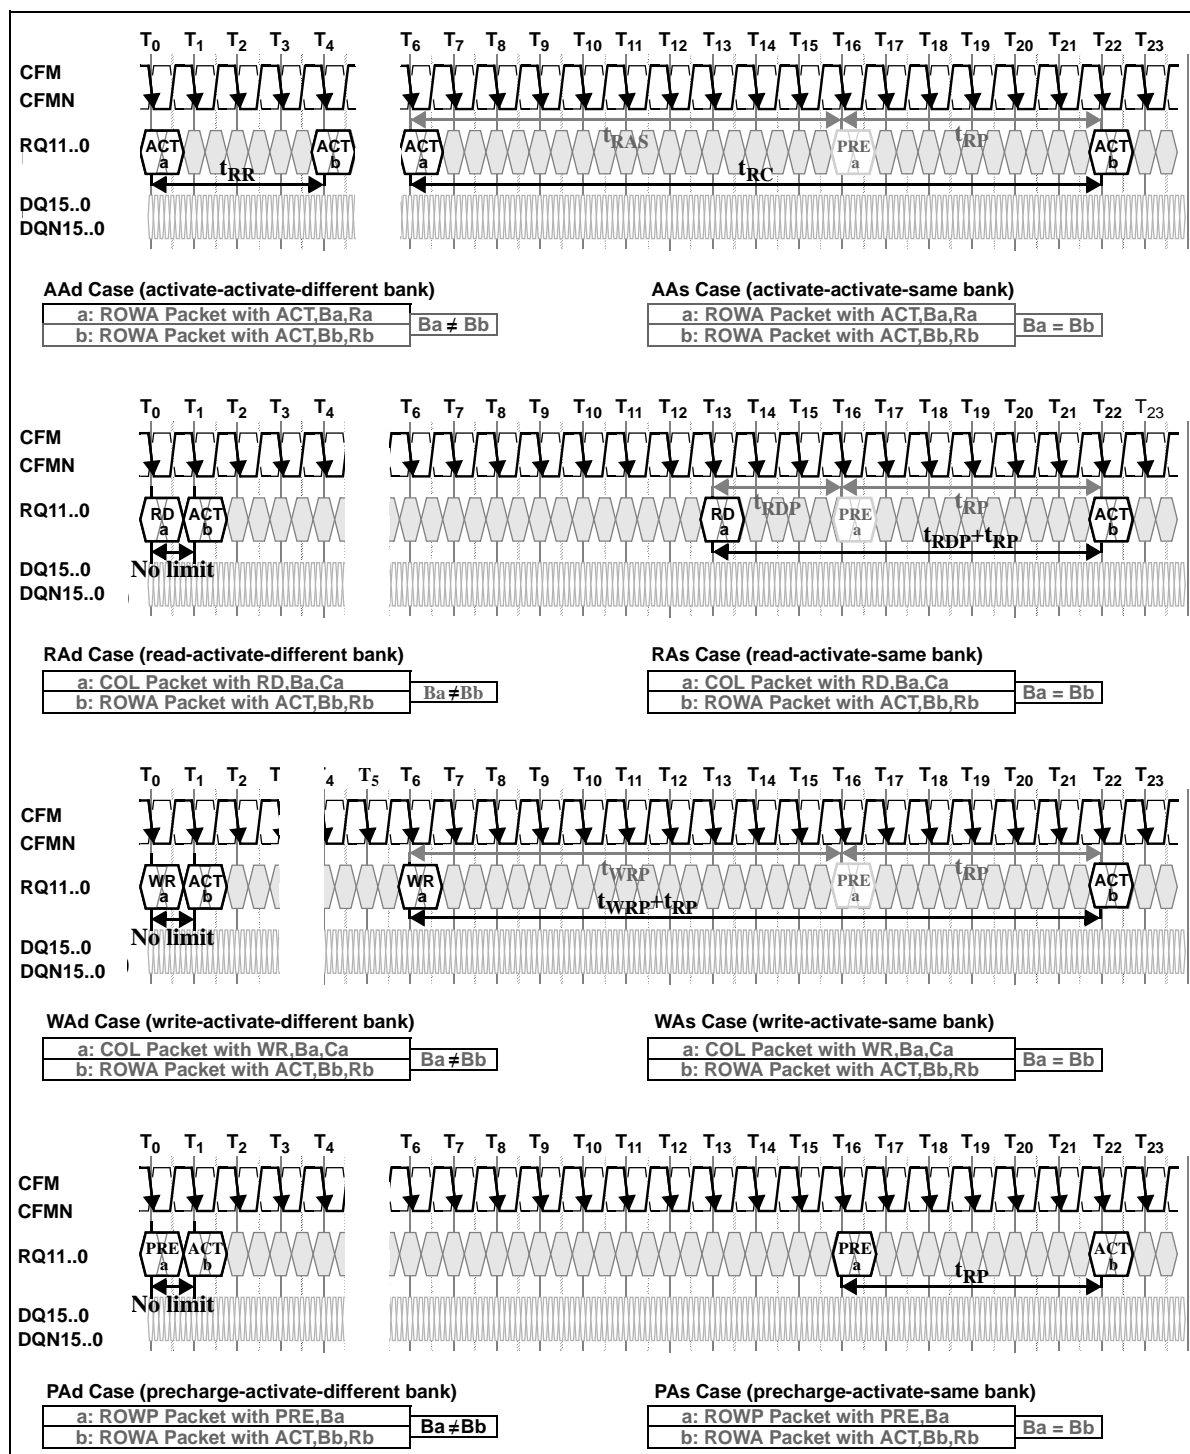 T0 T1 T2 T3 T4 T6 T7 T8 T9 T10 T11 T12 T13 T14 T15 T16 T17 T18 T19 T20 T21 T22 T23
CFM
CFMN
tRAS tRP
RQ11..0 ACT a ACT b ACT a PRE a ACT b
tRR tRC
DQ15..0
DQN15..0
AAd Case (activate-activate-different bank) AAs Case (activate-activate-same bank)
a: ROWA Packet with ACT,Ba,Ra a: ROWA Packet with ACT,Ba,Ra
Ba ≠ Bb Ba = Bb
b: ROWA Packet with ACT,Bb,Rb b: ROWA Packet with ACT,Bb,Rb
T0 T1 T2 T3 T4 T6 T7 T8 T9 T10 T11 T12 T13 T14 T15 T16 T17 T18 T19 T20 T21 T22 T23
CFM
CFMN
tRDP tRP
RQ11..0 RD a ACT b RD a PRE a ACT b
tRDP+tRP
No limit
DQ15..0
DQN15..0
RAd Case (read-activate-different bank) RAs Case (read-activate-same bank)
a: COL Packet with RD,Ba,Ca a: COL Packet with RD,Ba,Ca
Ba ≠Bb Ba = Bb
b: ROWA Packet with ACT,Bb,Rb b: ROWA Packet with ACT,Bb,Rb
T0 T1 T2 T5 T6 T7 T8 T9 T10 T11 T12 T13 T14 T15 T16 T17 T18 T19 T20 T21 T22 T23
CFM
CFMN
tWRP tRP
RQ11..0 WR a ACT b WR a PRE a ACT b
tWRP+tRP
No limit
DQ15..0
DQN15..0
WAd Case (write-activate-different bank) WAs Case (write-activate-same bank)
a: COL Packet with WR,Ba,Ca a: COL Packet with WR,Ba,Ca
Ba ≠Bb Ba = Bb
b: ROWA Packet with ACT,Bb,Rb b: ROWA Packet with ACT,Bb,Rb
T0 T1 T2 T3 T4 T6 T7 T8 T9 T10 T11 T12 T13 T14 T15 T16 T17 T18 T19 T20 T21 T22 T23
CFM
CFMN
RQ11..0 PRE a ACT b PRE a ACT b
tRP
No limit
DQ15..0
DQN15..0
PAd Case (precharge-activate-different bank) PAs Case (precharge-activate-same bank)
a: ROWP Packet with PRE,Ba a: ROWP Packet with PRE,Ba
Ba ≠Bb Ba = Bb
b: ROWA Packet with ACT,Bb,Rb b: ROWA Packet with ACT,Bb,Rb